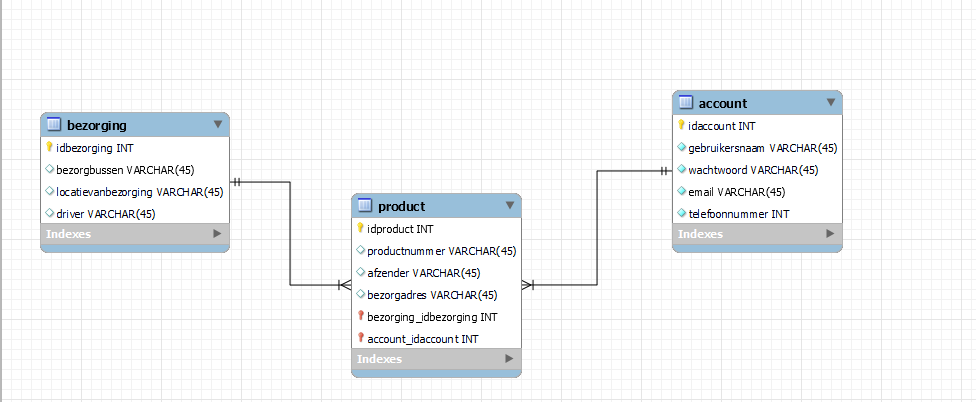 bezorging
idbezorging INT
bezorgbussen VARCHAR(45)
locatievanbezorging VARCHAR(45)
driver VARCHAR(45)
Indexes
product
idproduct INT
productnummer VARCHAR(45)
afzender VARCHAR(45)
bezorgadres VARCHAR(45)
bezorging_idbezorging INT
account_idaccount INT
Indexes
account
idaccount INT
gebruikersnaam VARCHAR(45)
wachtwoord VARCHAR(45)
email VARCHAR(45)
telefoonnummer INT
Indexes